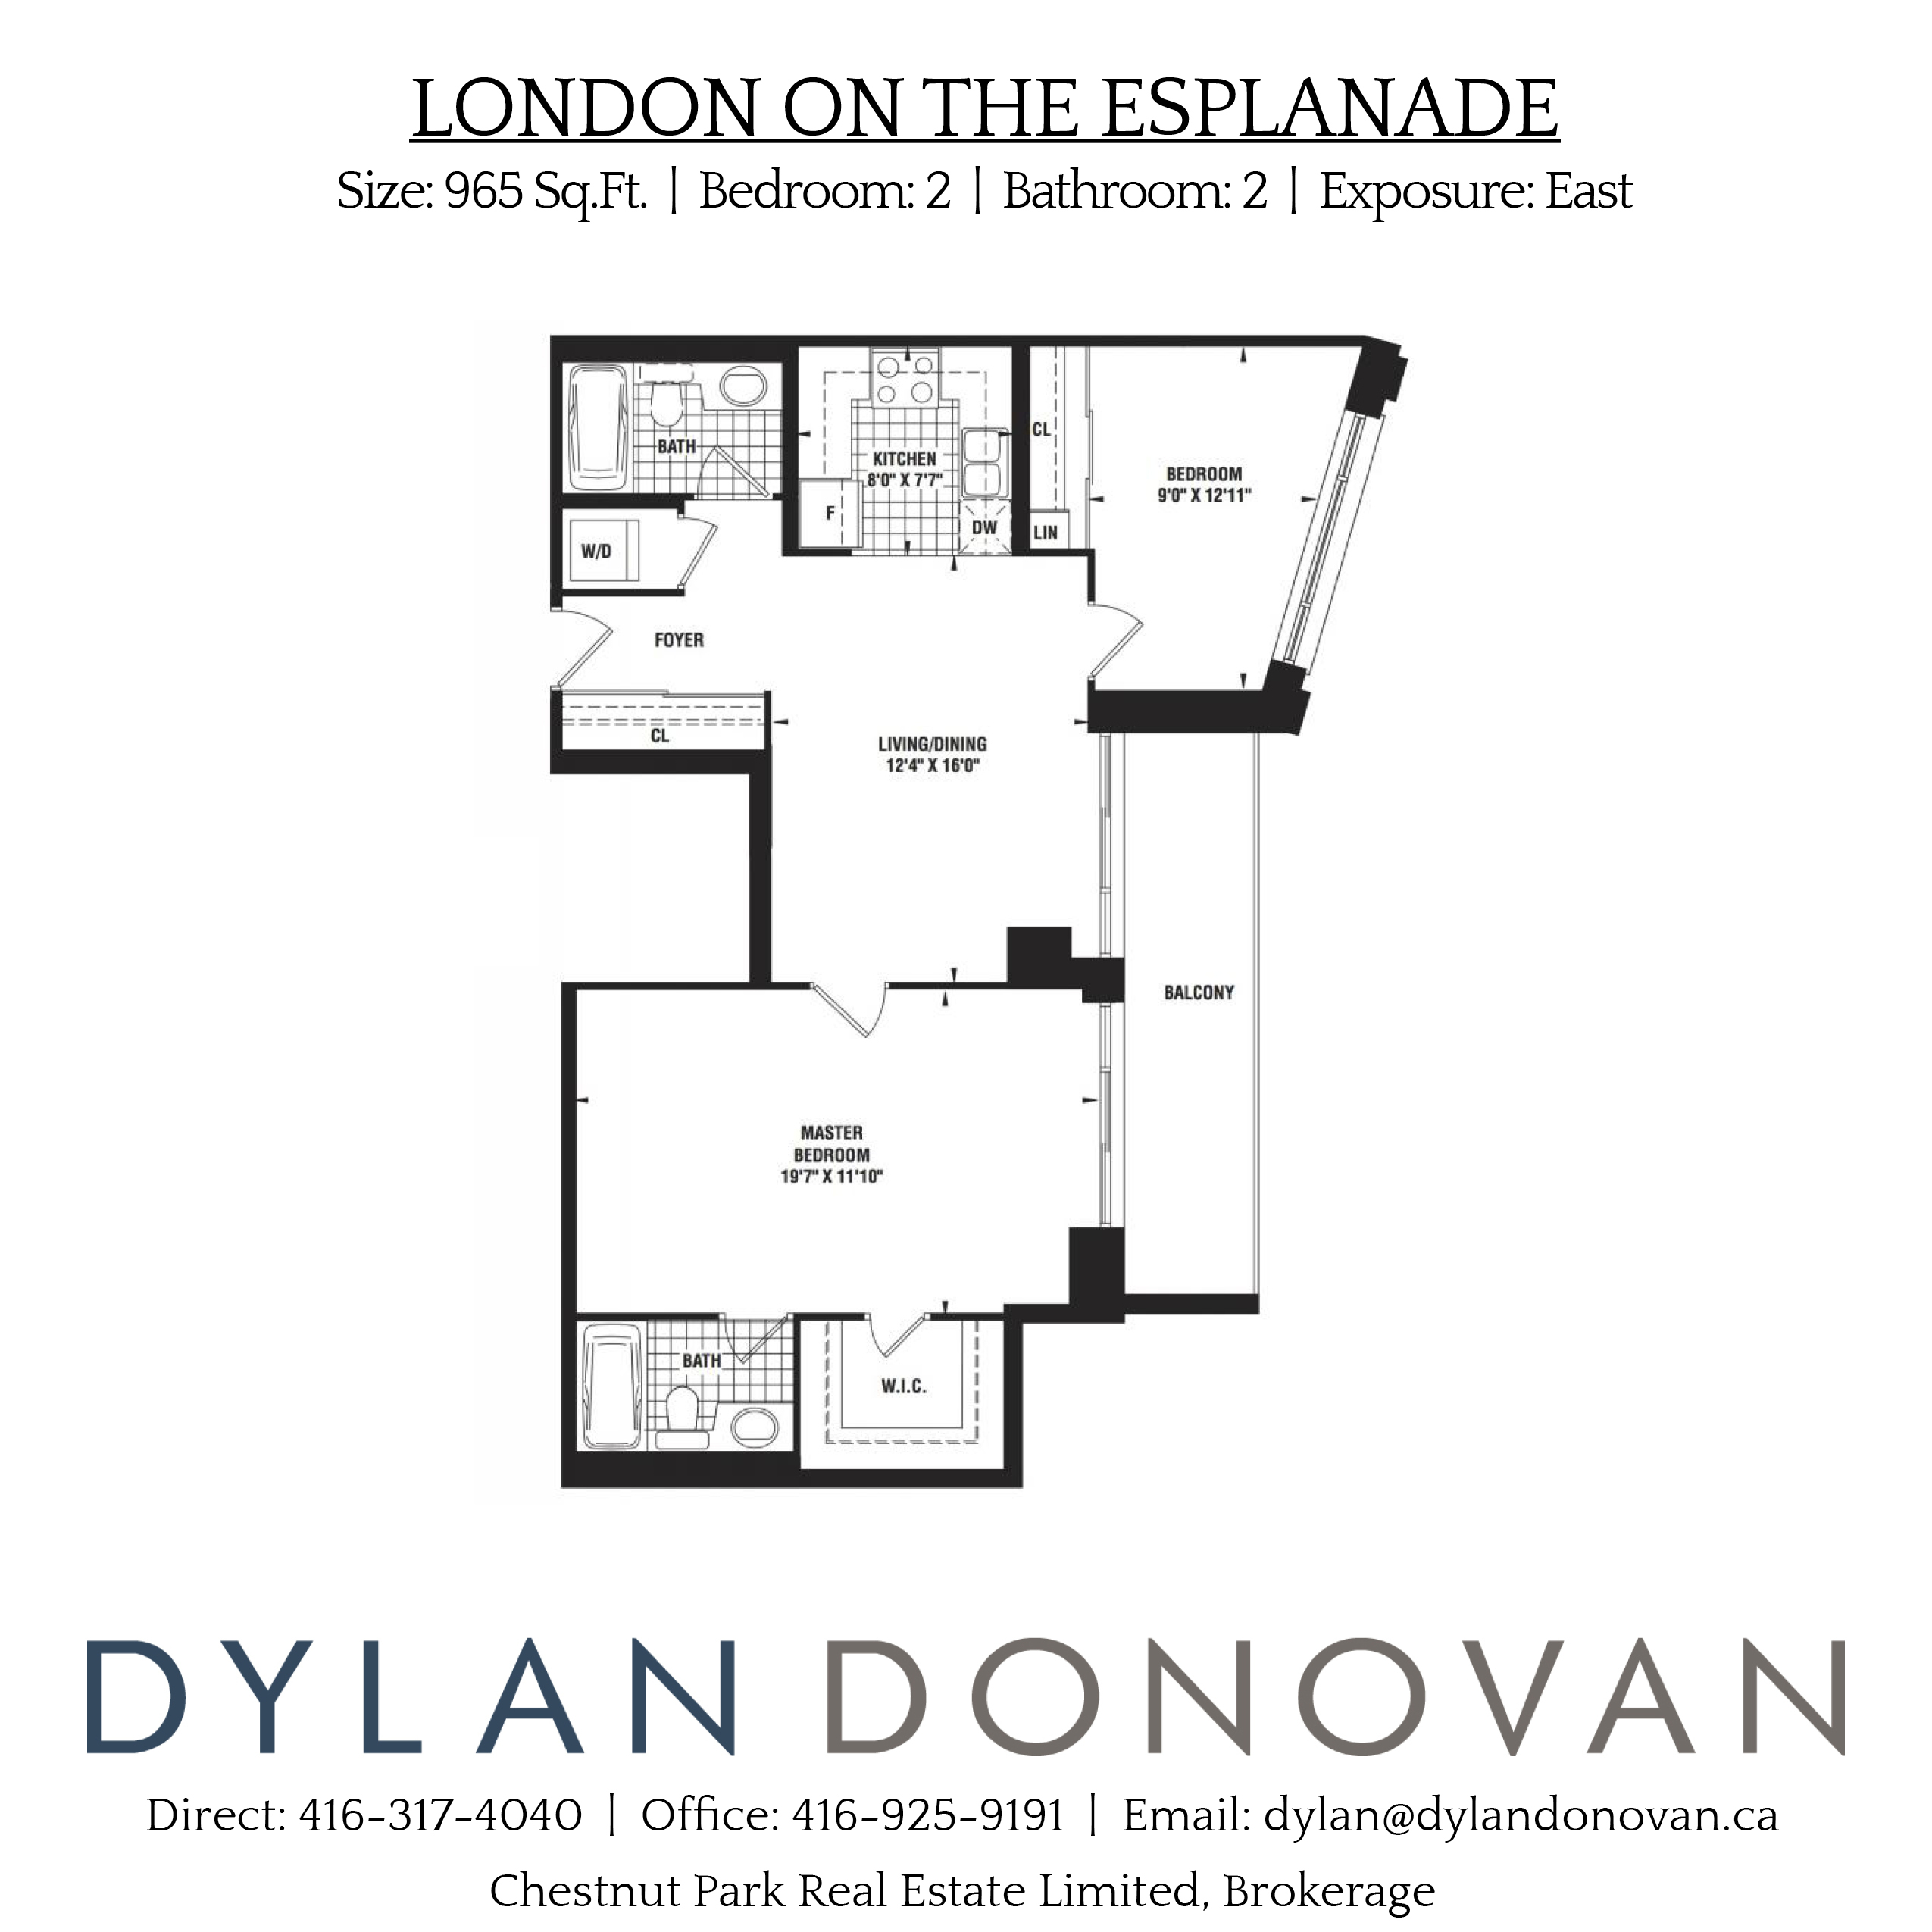 LONDON ON THE ESPLANADE
Size: 965 Sq.Ft. | Bedroom: 2 | Bathroom: 2 | Exposure: East
BATH
KITCHEN
8'0" X 7'7"
F
DW
CL
LIN
BEDROOM
9'0" X 12'11"
W/D
FOYER
CL
LIVING/DINING
12'4" X 16'0"
BALCONY
MASTER
BEDROOM
19'7" X 11'10"
BATH
W.I.C.
DYLAN DONOVAN
Direct: 416-317-4040 | Office: 416-925-9191 | Email: dylan@dylandonovan.ca
Chestnut Park Real Estate Limited, Brokerage